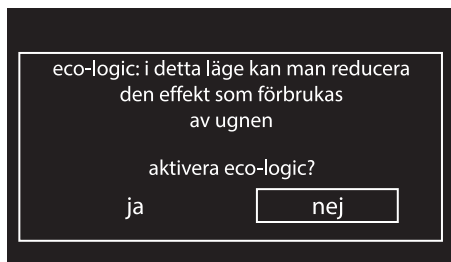 eco-logic: i detta läge kan man reducera
den effekt som förbrukas
av ugnen
aktivera eco-logic?
ja nej